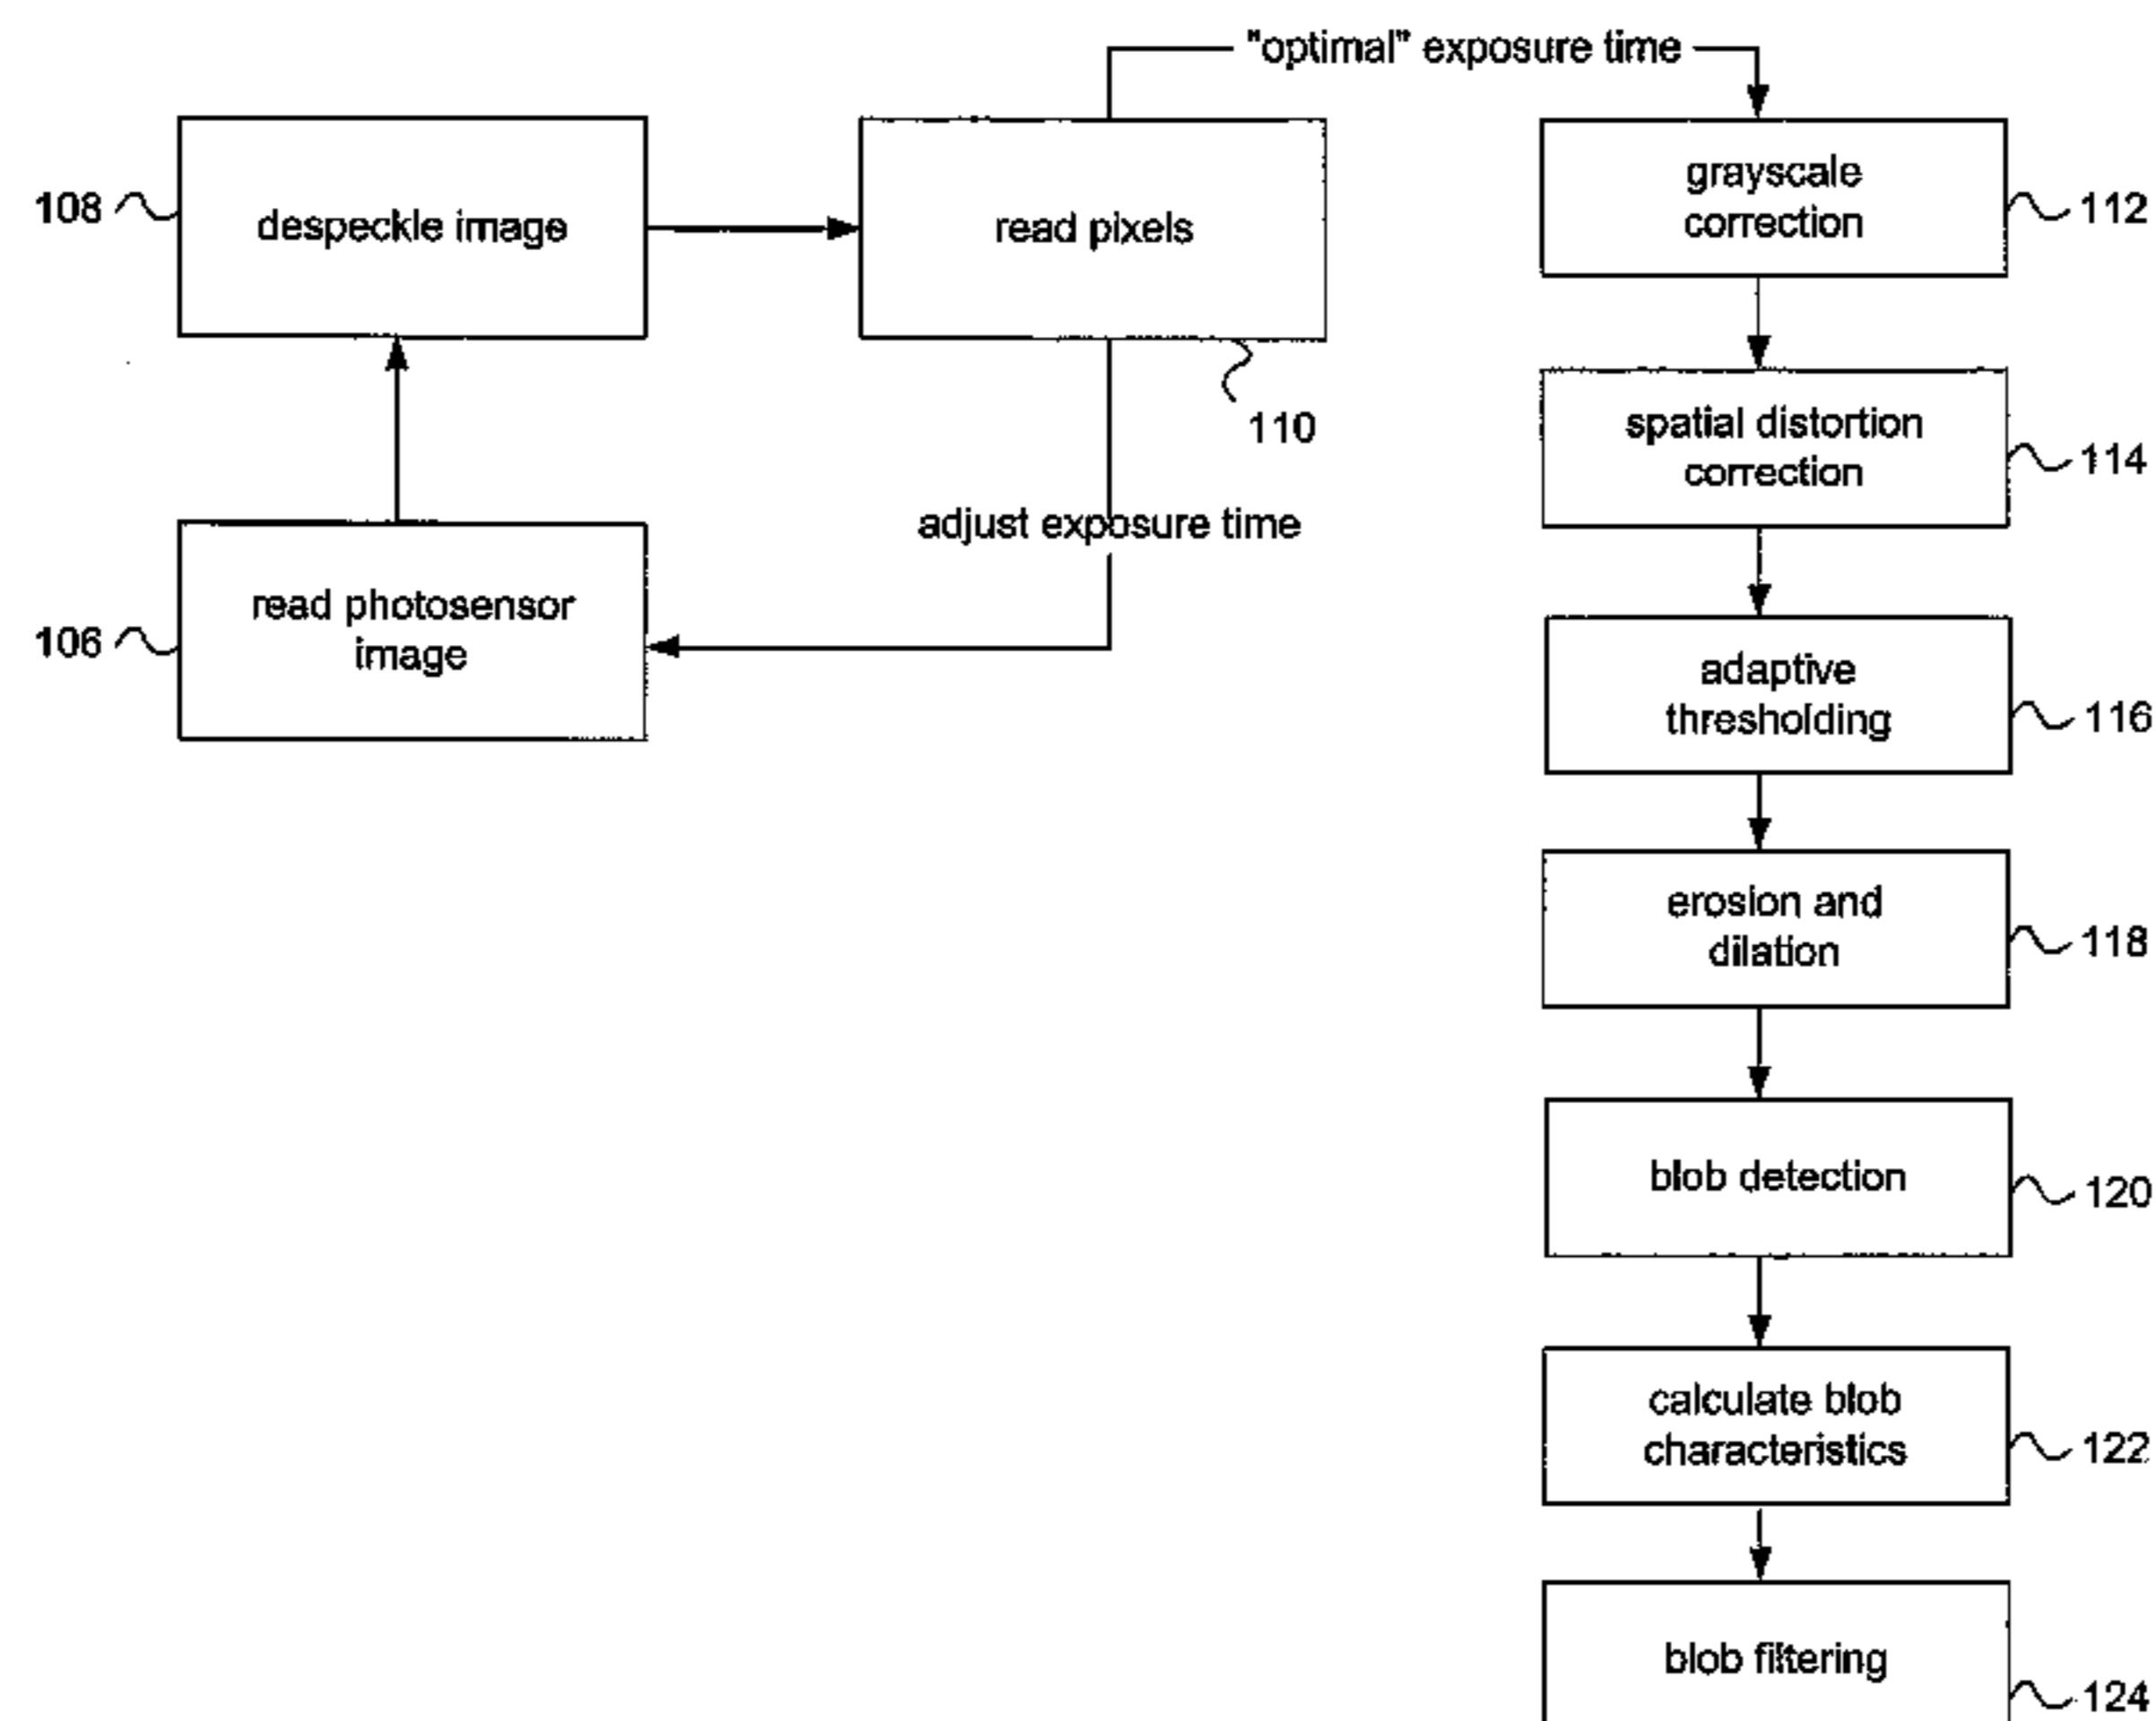 "optimal" exposure time
108
despeckle image
read pixels
110
adjust exposure time
106
read photosensor
image
grayscale
correction
112
spatial distortion
correction
114
adaptive
thresholding
116
erosion and
dilation
118
blob detection
120
calculate blob
characteristics
122
blob filtering
124